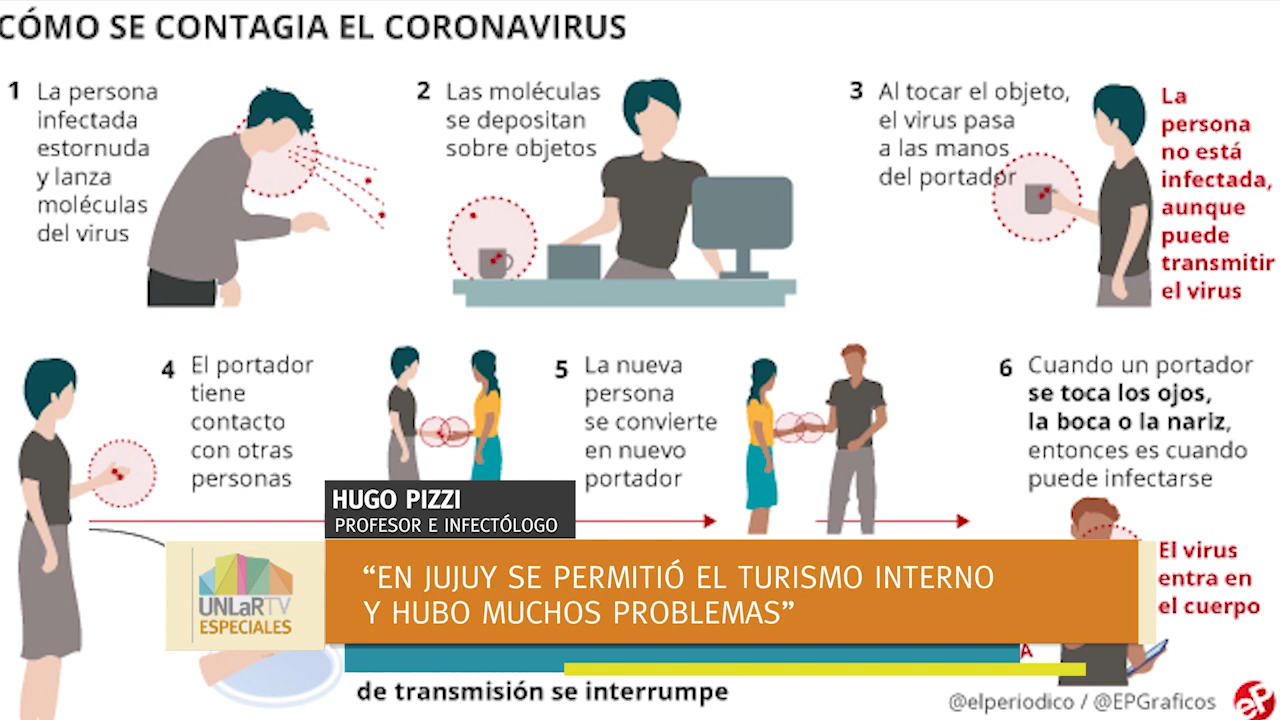 CÓMO SE CONTAGIA EL CORONAVIRUS
1 La persona
infectada
estornuda
y lanza
moléculas
del virus
2 Las moléculas
se depositan
sobre objetos
3 Al tocar el objeto,
el virus pasa
a las manos
del portador
La
persona
no está
infectada,
aunque
puede
transmitir
el virus
4 El portador
tiene
contacto
con otras
personas
5 La nueva
persona
se convierte
en nuevo
portador
6 Cuando un portador
se toca los ojos,
la boca o la nariz,
entonces es cuando
puede infectarse
El virus
entra en
el cuerpo
HUGO PIZZI
PROFESOR E INFECTÓLOGO
“EN JUJUY SE PERMITIÓ EL TURISMO INTERNO
Y HUBO MUCHOS PROBLEMAS”
UNLaRTV
ESPECIALES
A
de transmisión se interrumpe
@elperiodico / @EPGraficos
eP